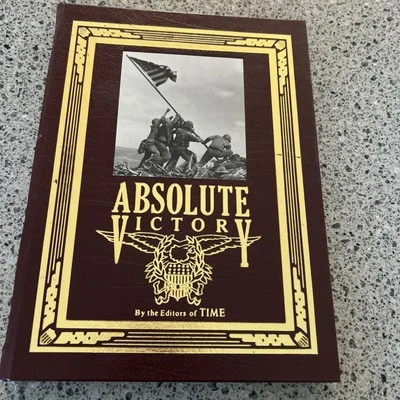 ABSOLUTE
VICTORY
By the Editors of TIME